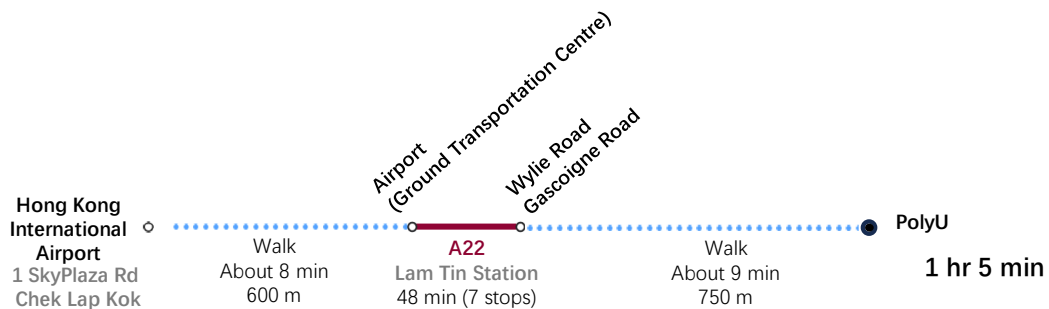 Hong Kong
International
Airport
1 SkyPlaza Rd
Chek Lap Kok
Walk
About 8 min
600 m
Airport
(Ground Transportation Centre)
A22
Lam Tin Station
48 min (7 stops)
Wylie Road
Gascoigne Road
Walk
About 9 min
750 m
PolyU
1 hr 5 min